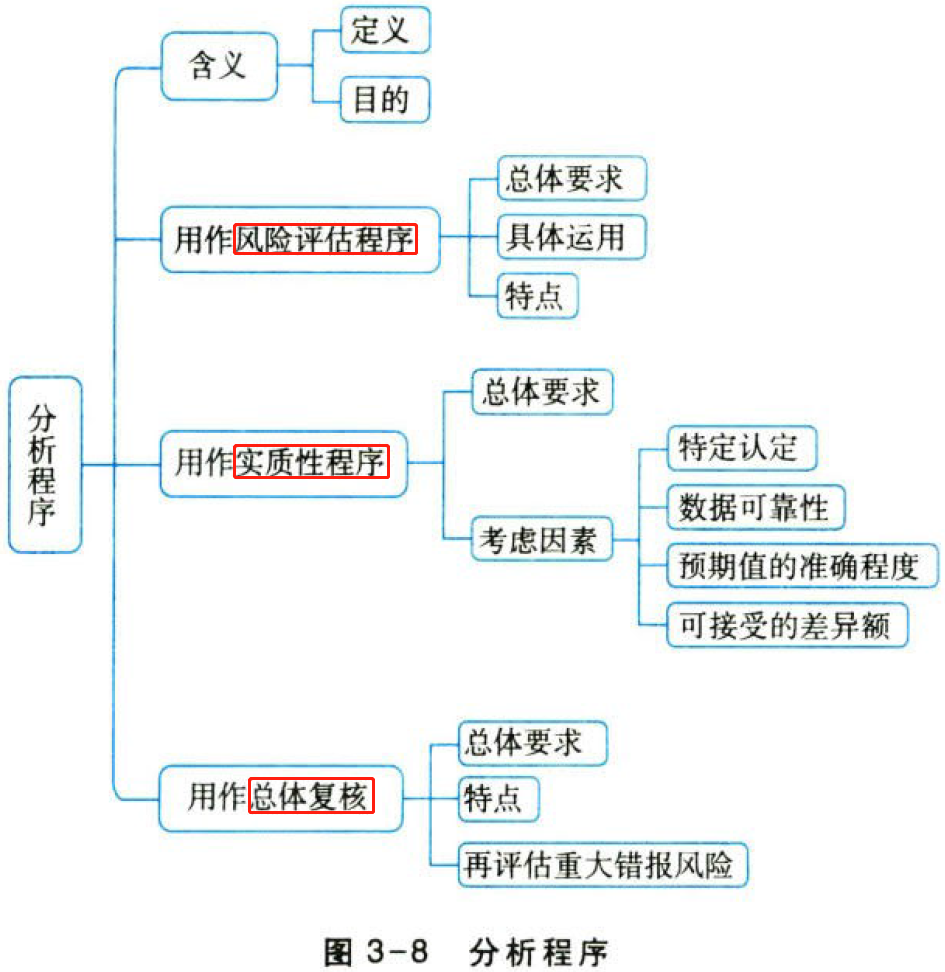 分析程序
含义
定义
目的
用作风险评估程序
总体要求
具体运用
特点
用作实质性程序
总体要求
考虑因素
特定认定
数据可靠性
预期值的准确程度
可接受的差异额
用作总体复核
总体要求
特点
再评估重大错报风险
图 3-8 分析程序